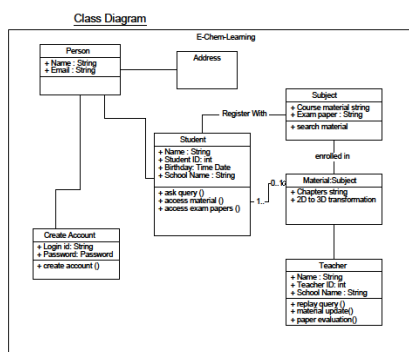 Class Diagram
E-Chem-Learning
Person
+ Name : String
+ Email : String
Address
Subject
+ Course material string
+ Exam paper : String
+ search material
Register With
Student
+ Name : String
+ Student ID: int
+ Birthday: Time Date
+ School Name : String
+ ask query ()
+ access material ()
+ access exam papers ()
enrolled in
Material:Subject
+ Chapters string
+ 2D to 3D transformation
1..
Create Account
+ Login id: String
+ Password: Password
+ create account ()
Teacher
+ Name : String
+ Teacher ID: int
+ School Name : String
+ replay query ()
+ material update()
+ paper evaluation()